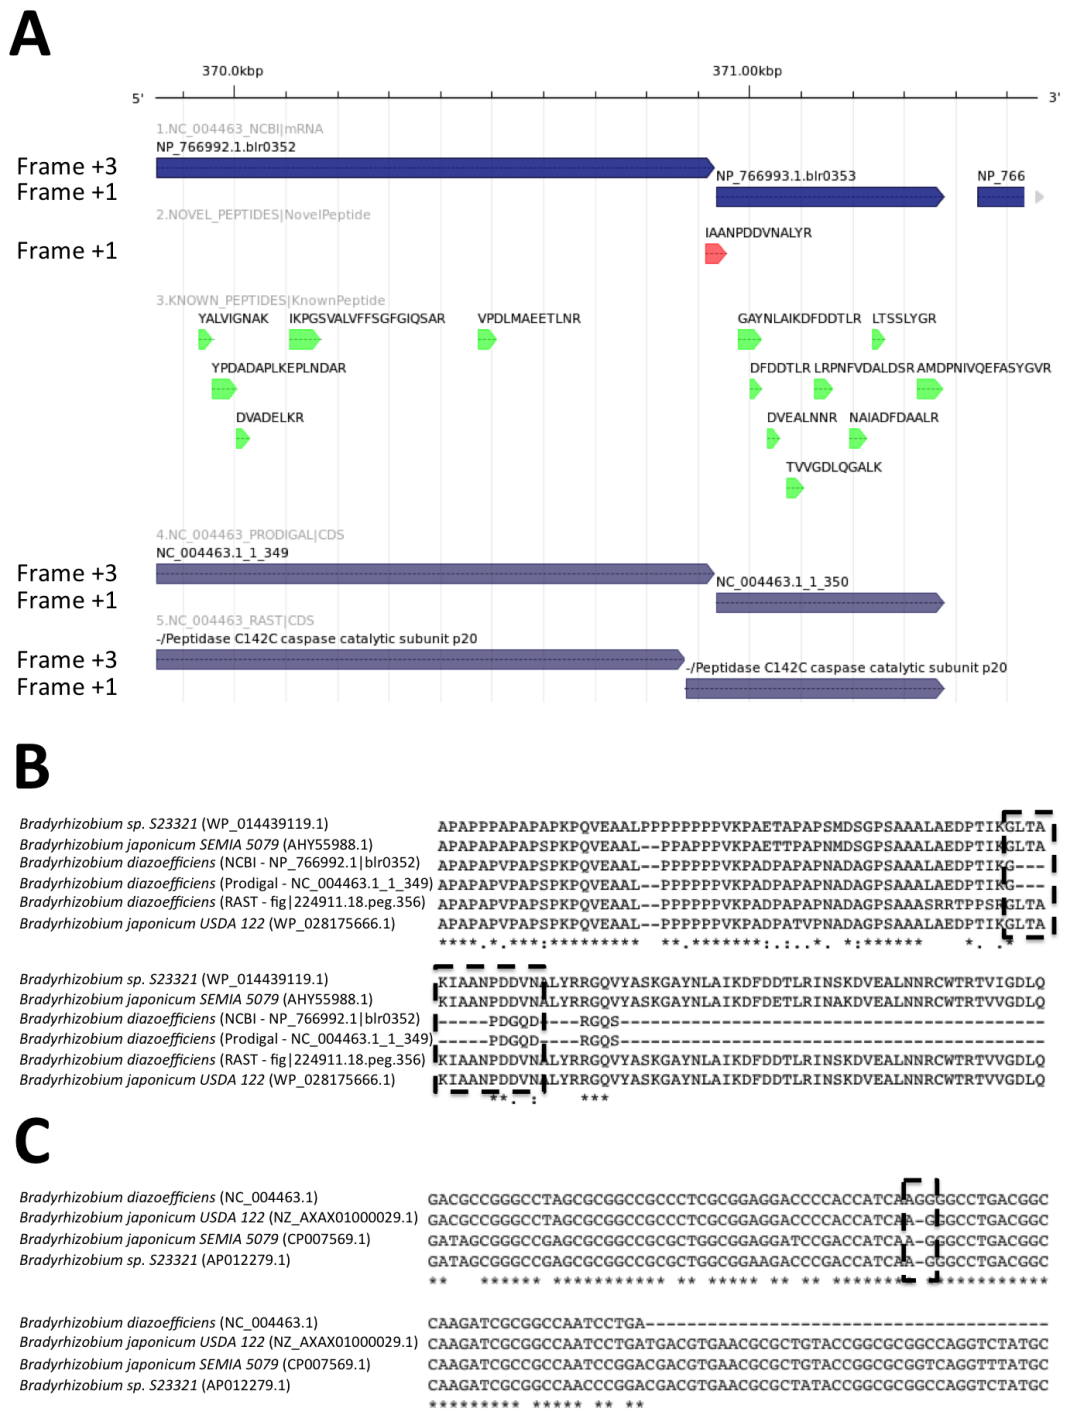 A
370.0kbp 371.00kbp
5' 3'
1.NC_004463_NCBI|mRNA
NP_766992.1.blr0352
Frame +3
NP_766993.1.blr0353 NP_766
Frame +1
2.NOVEL_PEPTIDES|NovelPeptide
IAANPDDVNALYR
Frame +1
3.KNOWN_PEPTIDES|KnownPeptide
YALVIGNAK IKPGSVALVFFSGFGIQSAR VPDLMAEETLNR GAYNLAIKDFDDTLR LTSSLYGR
YPDADAPLKEPLNDAR DFDDTLR LRPNFVDALDSR AMDPNIVQEFASYGVR
DVADELKR DVEALNNR NAIADFDAALR
TVVGDLQGALK
4.NC_004463_PRODIGAL|CDS
NC_004463.1_1_349
Frame +3
NC_004463.1_1_350
Frame +1
5.NC_004463_RAST|CDS
-/Peptidase C142C caspase catalytic subunit p20
Frame +3
-/Peptidase C142C caspase catalytic subunit p20
Frame +1
B
Bradyrhizobium sp. S23321 (WP_014439119.1) APAPPPAPAPAPKPQVEAALPPPPPPPPVKPAETAPAPSMDSGPSAAALAEDPTIKGLTA
Bradyrhizobium japonicum SEMIA 5079 (AHY55988.1) APAPAPAPAPSPKPQVEAAL--PPAPPPPVKPAETTPAPNMDSGPSAAALAEDPTIKGLTA
Bradyrhizobium diazoefficiens (NCBI - NP_766992.1|blr0352) APAPAPVPAPSPKPQVEAAL--PPPPPPVKPADPAPAPNADAGPSAAALAEDPTIKG---
Bradyrhizobium diazoefficiens (Prodigal - NC_004463.1_1_349) APAPAPVPAPSPKPQVEAAL--PPPPPPVKPADPAPAPNADAGPSAAALAEDPTIKG---
Bradyrhizobium diazoefficiens (RAST - fig|224911.18.peg.356) APAPAPVPAPSPKPQVEAAL--PPPPPPVKPADPAPAPNADAGPSAAASRRTPPSRGLTA
Bradyrhizobium japonicum USDA 122 (WP_028175666.1) APAPAPVPAPSPKPQVEAAL--PPPPPPVKPADPATVPNADAGPSAAALAEDPTIKGLTA
****.*.***:******** **.*******:.:..*. *:****** *. .*
Bradyrhizobium sp. S23321 (WP_014439119.1) KIAANPDDVNALYRRGQVYASKGAYNLAIKDFDDTLRINSKDVEALNNRCWTRTVIGDLQ
Bradyrhizobium japonicum SEMIA 5079 (AHY55988.1) KIAANPDDVNALYRRGQVYASKGAYNLAIKDFDETLRINAKDVEALNNRCWTRTVVGDLQ
Bradyrhizobium diazoefficiens (NCBI - NP_766992.1|blr0352) -----PDGQD----RGQS------------------------------------------
Bradyrhizobium diazoefficiens (Prodigal - NC_004463.1_1_349) -----PDGQD----RGQS------------------------------------------
Bradyrhizobium diazoefficiens (RAST - fig|224911.18.peg.356) KIAANPDDVNALYRRGQVYASKGAYNLAIKDFDDTLRINSKDVEALNNRCWTRTVVGDLQ
Bradyrhizobium japonicum USDA 122 (WP_028175666.1) KIAANPDDVNALYRRGQVYASKGAYNLAIKDFDDTLRINSKDVEALNNRCWTRTVVGDLQ
**. : ***
C
Bradyrhizobium diazoefficiens (NC_004463.1) GACGCCGGGCCTAGCGCGGCCGCCCTCGCGGAGGACCCCACCATCAAGGGGCCTGACGGC
Bradyrhizobium japonicum USDA 122 (NZ_AXAX01000029.1) GACGCCGGGCCTAGCGCGGCCGCCCTCGCGGAGGACCCCACCATCAA-GGGCCTGACGGC
Bradyrhizobium japonicum SEMIA 5079 (CP007569.1) GATAGCGGGCCGAGCGCGGCCGCGCTGGCGGAGGATCCGACCATCAA-GGGCCTGACGGC
Bradyrhizobium sp. S23321 (AP012279.1) GATAGCGGGCCGAGCGCGGCCGCGCTGGCGGAAGACCCGACCATCAA-GGGCCTGACGGC
** ****** *********** ** ***** ** ** ******** ************
Bradyrhizobium diazoefficiens (NC_004463.1) CAAGATCGCGGCCAATCCTGA---------------------------------------
Bradyrhizobium japonicum USDA 122 (NZ_AXAX01000029.1) CAAGATCGCGGCCAATCCTGATGACGTGAACGCGCTGTACCGGCGCGGCCAGGTCTATGC
Bradyrhizobium japonicum SEMIA 5079 (CP007569.1) CAAGATCGCCGCCAATCCGGACGACGTGAACGCGCTGTACCGGCGCGGTCAGGTTTATGC
Bradyrhizobium sp. S23321 (AP012279.1) CAAGATCGCGGCCAACCCGGACGACGTGAACGCGCTATACCGGCGCGGCCAGGTCTATGC
********* ***** ** **